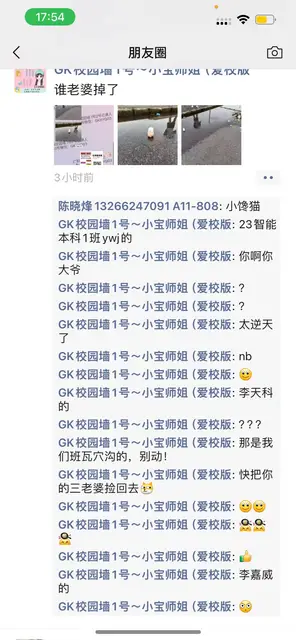 17:54
朋友圈
GK校园墙1号～小宝师姐（爱校版
谁老婆掉了
3小时前
陈晓烽13266247091 A11-808: 小馋猫
GK校园墙1号～小宝师姐（爱校版: 23智能
本科1班ywj的
GK校园墙1号～小宝师姐（爱校版: 你啊你
大爷
GK校园墙1号～小宝师姐（爱校版: ?
GK校园墙1号～小宝师姐（爱校版: ?
GK校园墙1号～小宝师姐（爱校版: 太逆天
了
GK校园墙1号～小宝师姐（爱校版: nb
GK校园墙1号～小宝师姐（爱校版:
GK校园墙1号～小宝师姐（爱校版: 李天科
的
GK校园墙1号～小宝师姐（爱校版: ? ? ?
GK校园墙1号～小宝师姐（爱校版: 那是我
们班瓦穴沟的，别动！
GK校园墙1号～小宝师姐（爱校版: 快把你
的三老婆捡回去
GK校园墙1号～小宝师姐（爱校版:
GK校园墙1号～小宝师姐（爱校版:
GK校园墙1号～小宝师姐（爱校版:
GK校园墙1号～小宝师姐（爱校版: 李嘉威
的
GK校园墙1号～小宝师姐（爱校版: